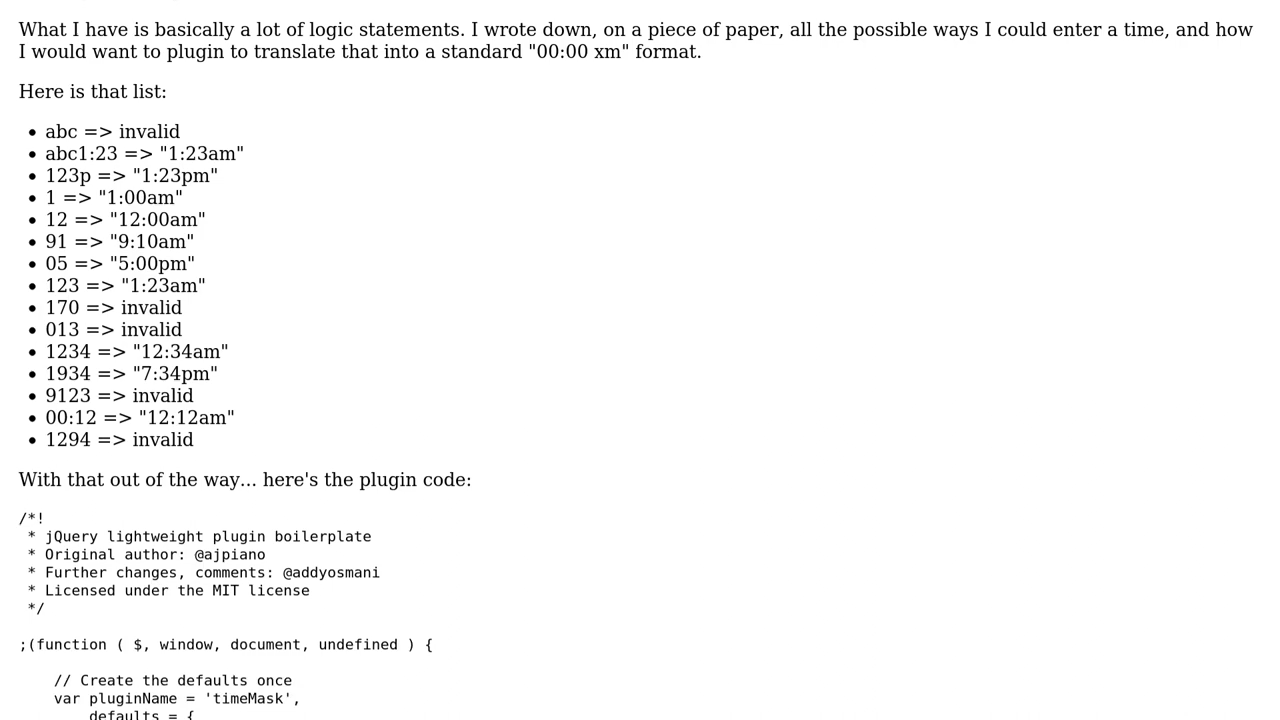 What I have is basically a lot of logic statements. I wrote down, on a piece of paper, all the possible ways I could enter a time, and how
I would want to plugin to translate that into a standard "00:00 xm" format.
Here is that list:
• abc => invalid
• abc1:23 => "1:23am"
• 123p => "1:23pm"
• 1 => "1:00am"
• 12 => "12:00am"
• 91 => "9:10am"
• 05 => "5:00pm"
• 123 => "1:23am"
• 170 => invalid
• 013 => invalid
• 1234 => "12:34am"
• 1934 => "7:34pm"
• 9123 => invalid
• 00:12 => "12:12am"
• 1294 => invalid
With that out of the way... here's the plugin code:
/*!
 * jQuery lightweight plugin boilerplate
 * Original author: @ajpiano
 * Further changes, comments: @addyosmani
 * Licensed under the MIT license
 */
;(function ( $, window, document, undefined ) {
    // Create the defaults once
    var pluginName = 'timeMask',
        defaults = {